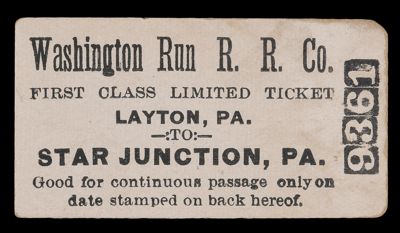 Washington Run R. R. Co.
FIRST CLASS LIMITED TICKET
LAYTON, PA.
—:TO:—
STAR JUNCTION, PA.
Good for continuous passage only on
date stamped on back hereof.
9361